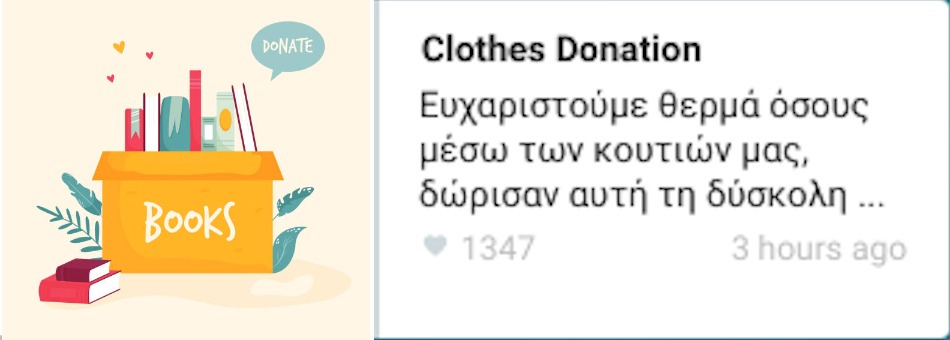 DONATE
BOOKS
Clothes Donation
Ευχαριστούμε θερμά όσους
μέσω των κουτιών μας,
δώρισαν αυτή τη δύσκολη ...
1347
3 hours ago